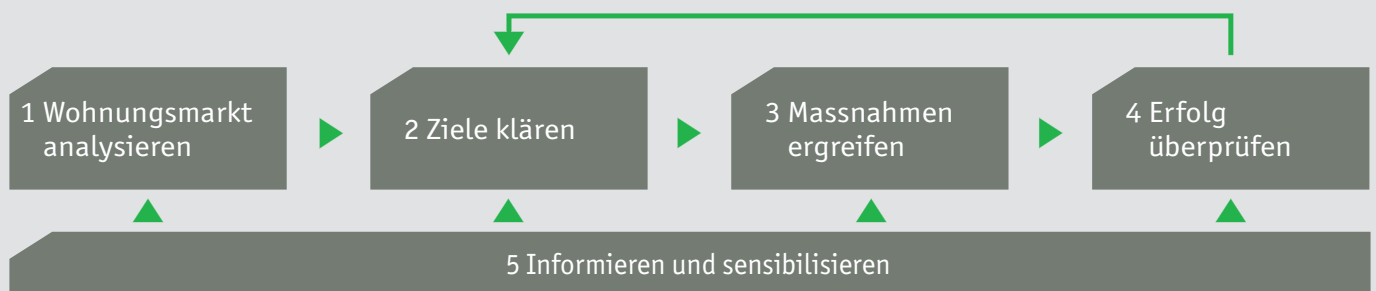 1 Wohnungsmarkt
analysieren
2 Ziele klären
3 Massnahmen
ergreifen
4 Erfolg
überprüfen
5 Informieren und sensibilisieren